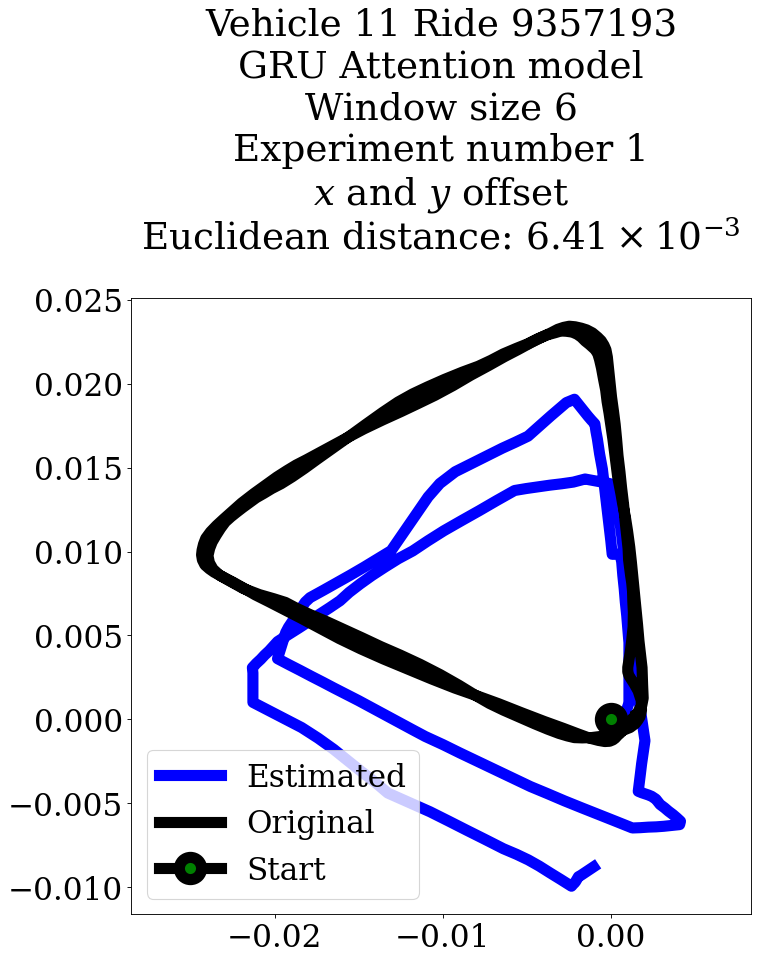 Vehicle 11 Ride 9357193
GRU Attention model
Window size 6
Experiment number 1
x and y offset
Euclidean distance: 6.41 × 10⁻³
0.025
0.020
0.015
0.010
0.005
0.000
−0.005
−0.010
Estimated
Original
Start
−0.02
−0.01
0.00